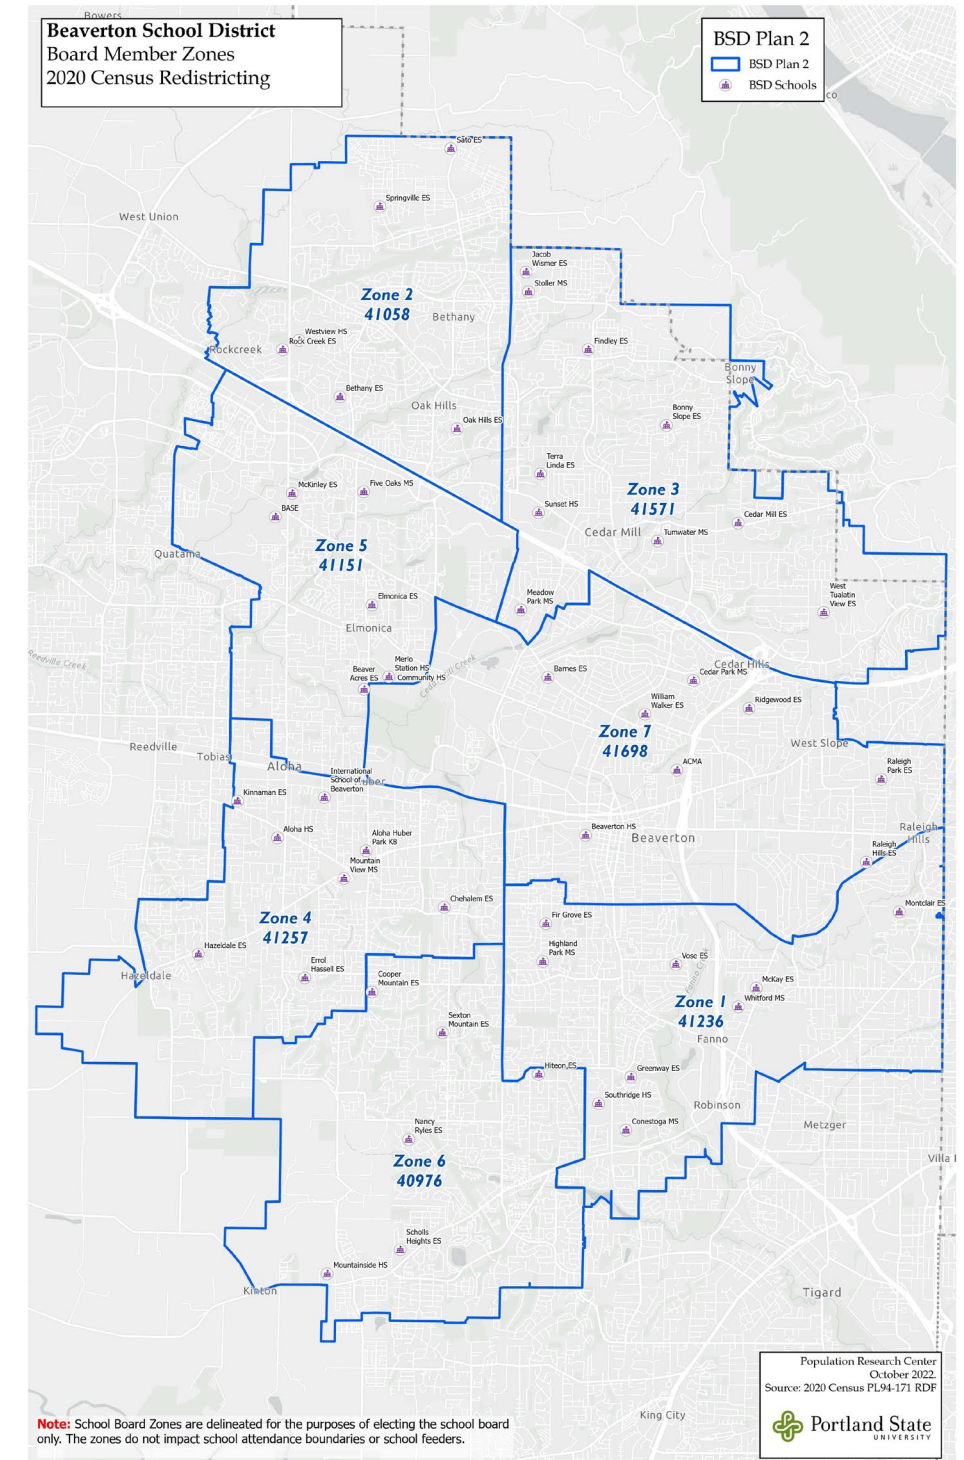 Bowers
Beaverton School District
Board Member Zones
2020 Census Redistricting
BSD Plan 2
BSD Plan 2
BSD Schools
co
Sato ES
Springville ES
West Union
Jacob
Wismer ES
Stoller MS
Zone 2
41058
Bethany
Westview HS
Rock Creek ES
Rockcreek
Findley ES
Bonny
Slope
Bethany ES
Oak Hills
Oak Hills ES
Bonny
Slope ES
Terra
Linda ES
McKinley ES
Five Oaks MS
BASE
Sunset HS
Zone 3
41571
Cedar Mill ES
Cedar Mill
Tumwater MS
Zone 5
41151
Quatama
Elmonica ES
Meadow
Park MS
West
Tualatin
View ES
Elmonica
Reedville Creek
Merlo
Station HS
Community HS
Beaver
Acres ES
Cedar Mill Creek
Barnes ES
Cedar Hills
Cedar Park MS
William
Walker ES
Ridgewood ES
Zone 7
41698
West Slope
Reedville
Tobias
Aloha
International
School of
Beaverton
Huber
ACMA
Raleigh
Park ES
Kinnaman ES
Aloha HS
Aloha Huber
Park K8
Mountain
View MS
Beaverton HS
Beaverton
Raleigh
Hills
Raleigh
Hills ES
Chehalem ES
Montclair ES
Zone 4
41257
Fir Grove ES
Hazeldale ES
Highland
Park MS
Vose ES
Errol
Hassell ES
Hazeldale
Cooper
Mountain ES
Fanno Creek
McKay ES
Whitford MS
Zone 1
41236
Sexton
Mountain ES
Fanno
Hiteon ES
Greenway ES
Southridge HS
Robinson
Conestoga MS
Metzger
Nancy
Ryles ES
Villa
Zone 6
40976
Scholls
Heights ES
Mountainside HS
Kinton
Tigard
King City
Population Research Center
October 2022.
Source: 2020 Census PL94-171 RDF
Portland State
UNIVERSITY
Note: School Board Zones are delineated for the purposes of electing the school board
only. The zones do not impact school attendance boundaries or school feeders.